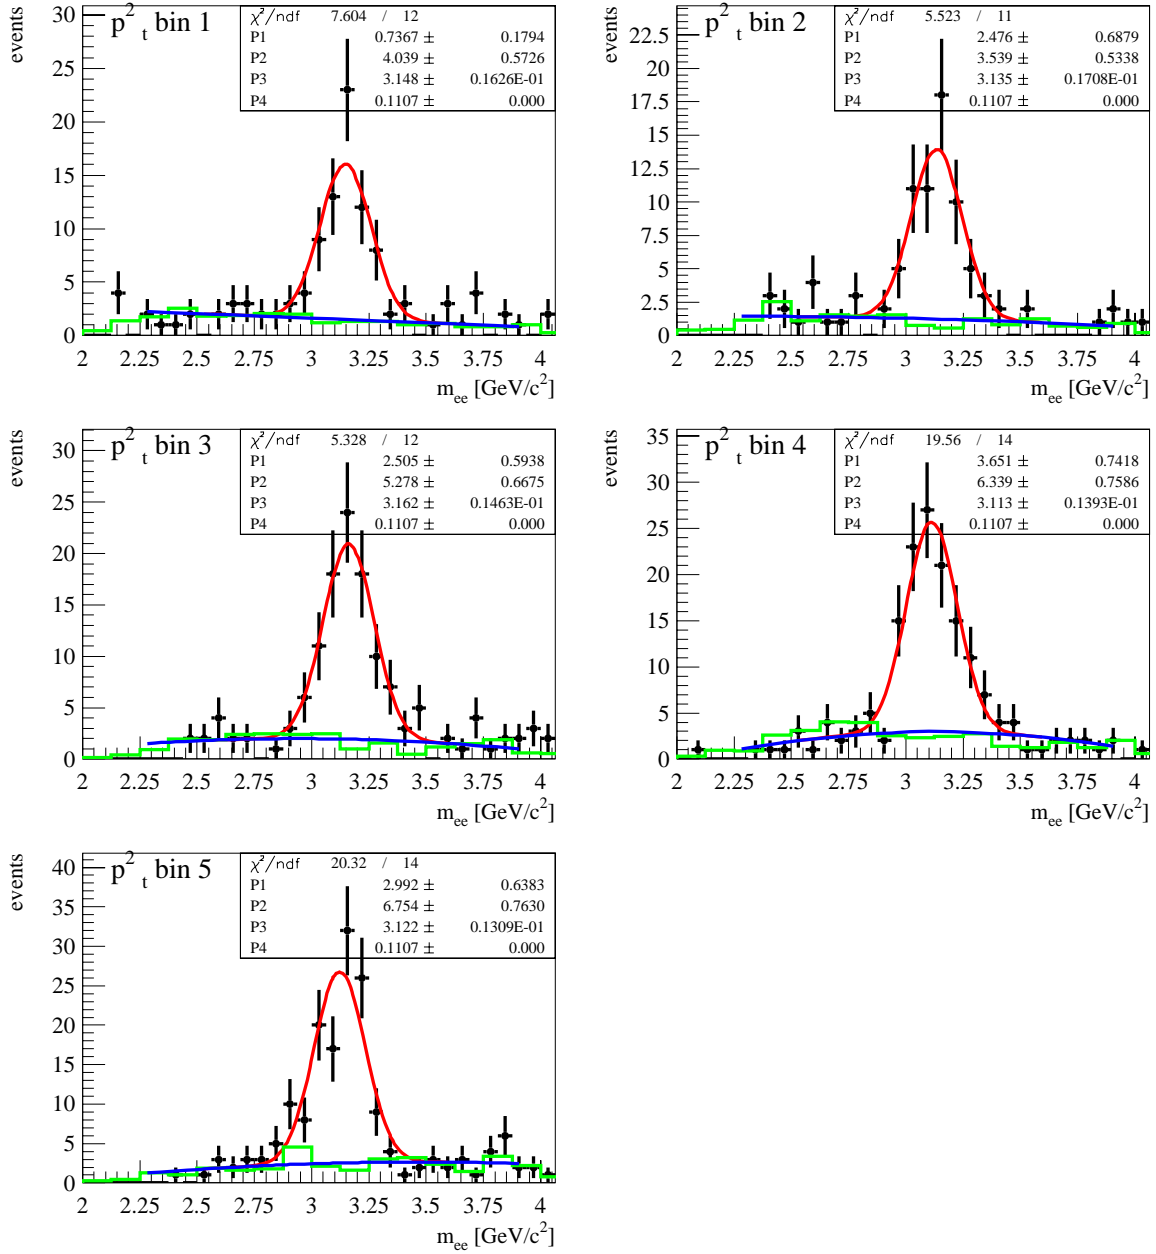 events
p²t bin 1
χ²/ndf 7.604 / 12
P1 0.7367 ± 0.1794
P2 4.039 ± 0.5726
P3 3.148 ± 0.1626E-01
P4 0.1107 ± 0.000
30
25
20
15
10
5
0
2 2.25 2.5 2.75 3 3.25 3.5 3.75 4
mee [GeV/c²]
events
p²t bin 2
χ²/ndf 5.523 / 11
P1 2.476 ± 0.6879
P2 3.539 ± 0.5338
P3 3.135 ± 0.1708E-01
P4 0.1107 ± 0.000
22.5
20
17.5
15
12.5
10
7.5
5
2.5
0
2 2.25 2.5 2.75 3 3.25 3.5 3.75 4
mee [GeV/c²]
events
p²t bin 3
χ²/ndf 5.328 / 12
P1 2.505 ± 0.5938
P2 5.278 ± 0.6675
P3 3.162 ± 0.1463E-01
P4 0.1107 ± 0.000
30
25
20
15
10
5
0
2 2.25 2.5 2.75 3 3.25 3.5 3.75 4
mee [GeV/c²]
events
p²t bin 4
χ²/ndf 19.56 / 14
P1 3.651 ± 0.7418
P2 6.339 ± 0.7586
P3 3.113 ± 0.1393E-01
P4 0.1107 ± 0.000
35
30
25
20
15
10
5
0
2 2.25 2.5 2.75 3 3.25 3.5 3.75 4
mee [GeV/c²]
events
p²t bin 5
χ²/ndf 20.32 / 14
P1 2.992 ± 0.6383
P2 6.754 ± 0.7630
P3 3.122 ± 0.1309E-01
P4 0.1107 ± 0.000
40
35
30
25
20
15
10
5
0
2 2.25 2.5 2.75 3 3.25 3.5 3.75 4
mee [GeV/c²]